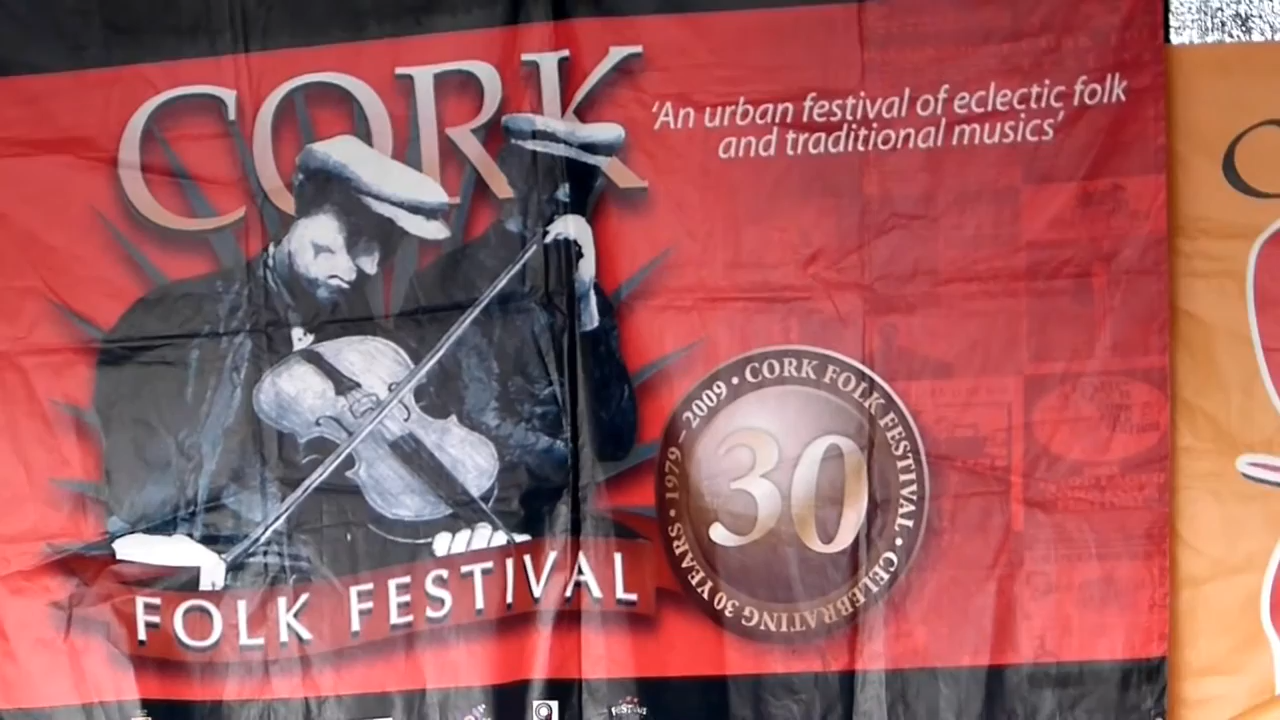 CORK
'An urban festival of eclectic folk
and traditional musics'
FOLK FESTIVAL
1979 – 2009 • CORK FOLK FESTIVAL • CELEBRATING 30 YEARS •
30
FESTIVAL